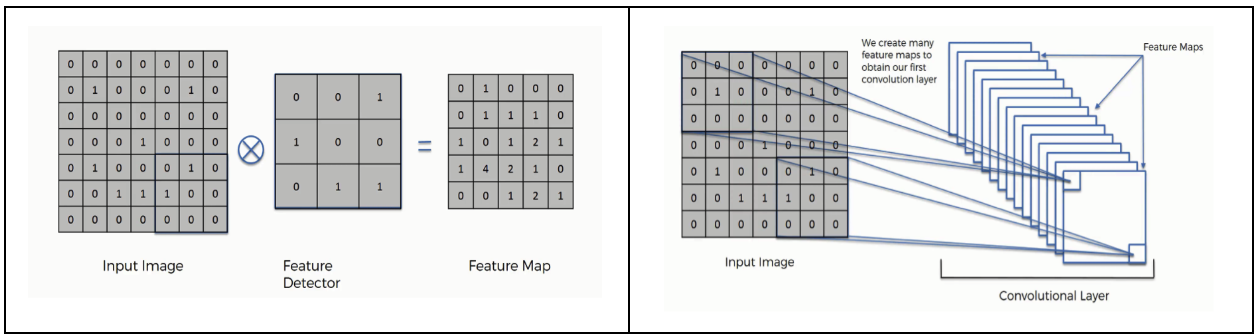 0 0 0 0 0 0 0
0 1 0 0 0 1 0
0 0 0 0 0 0 0
0 0 0 1 0 0 0
0 1 0 0 0 1 0
0 0 1 1 1 0 0
0 0 0 0 0 0 0
Input Image
0 0 1
1 0 0
0 1 1
Feature
Detector
=
0 1 0 0 0
0 1 1 1 0
1 0 1 2 1
1 4 2 1 0
0 0 1 2 1
Feature Map
0 0 0 0 0 0 0
0 1 0 0 0 1 0
0 0 0 0 0 0 0
0 0 0 1 0 0 0
0 1 0 0 0 1 0
0 0 1 1 1 0 0
0 0 0 0 0 0 0
Input Image
We create many
feature maps to
obtain our first
convolution layer
Feature Maps
Convolutional Layer